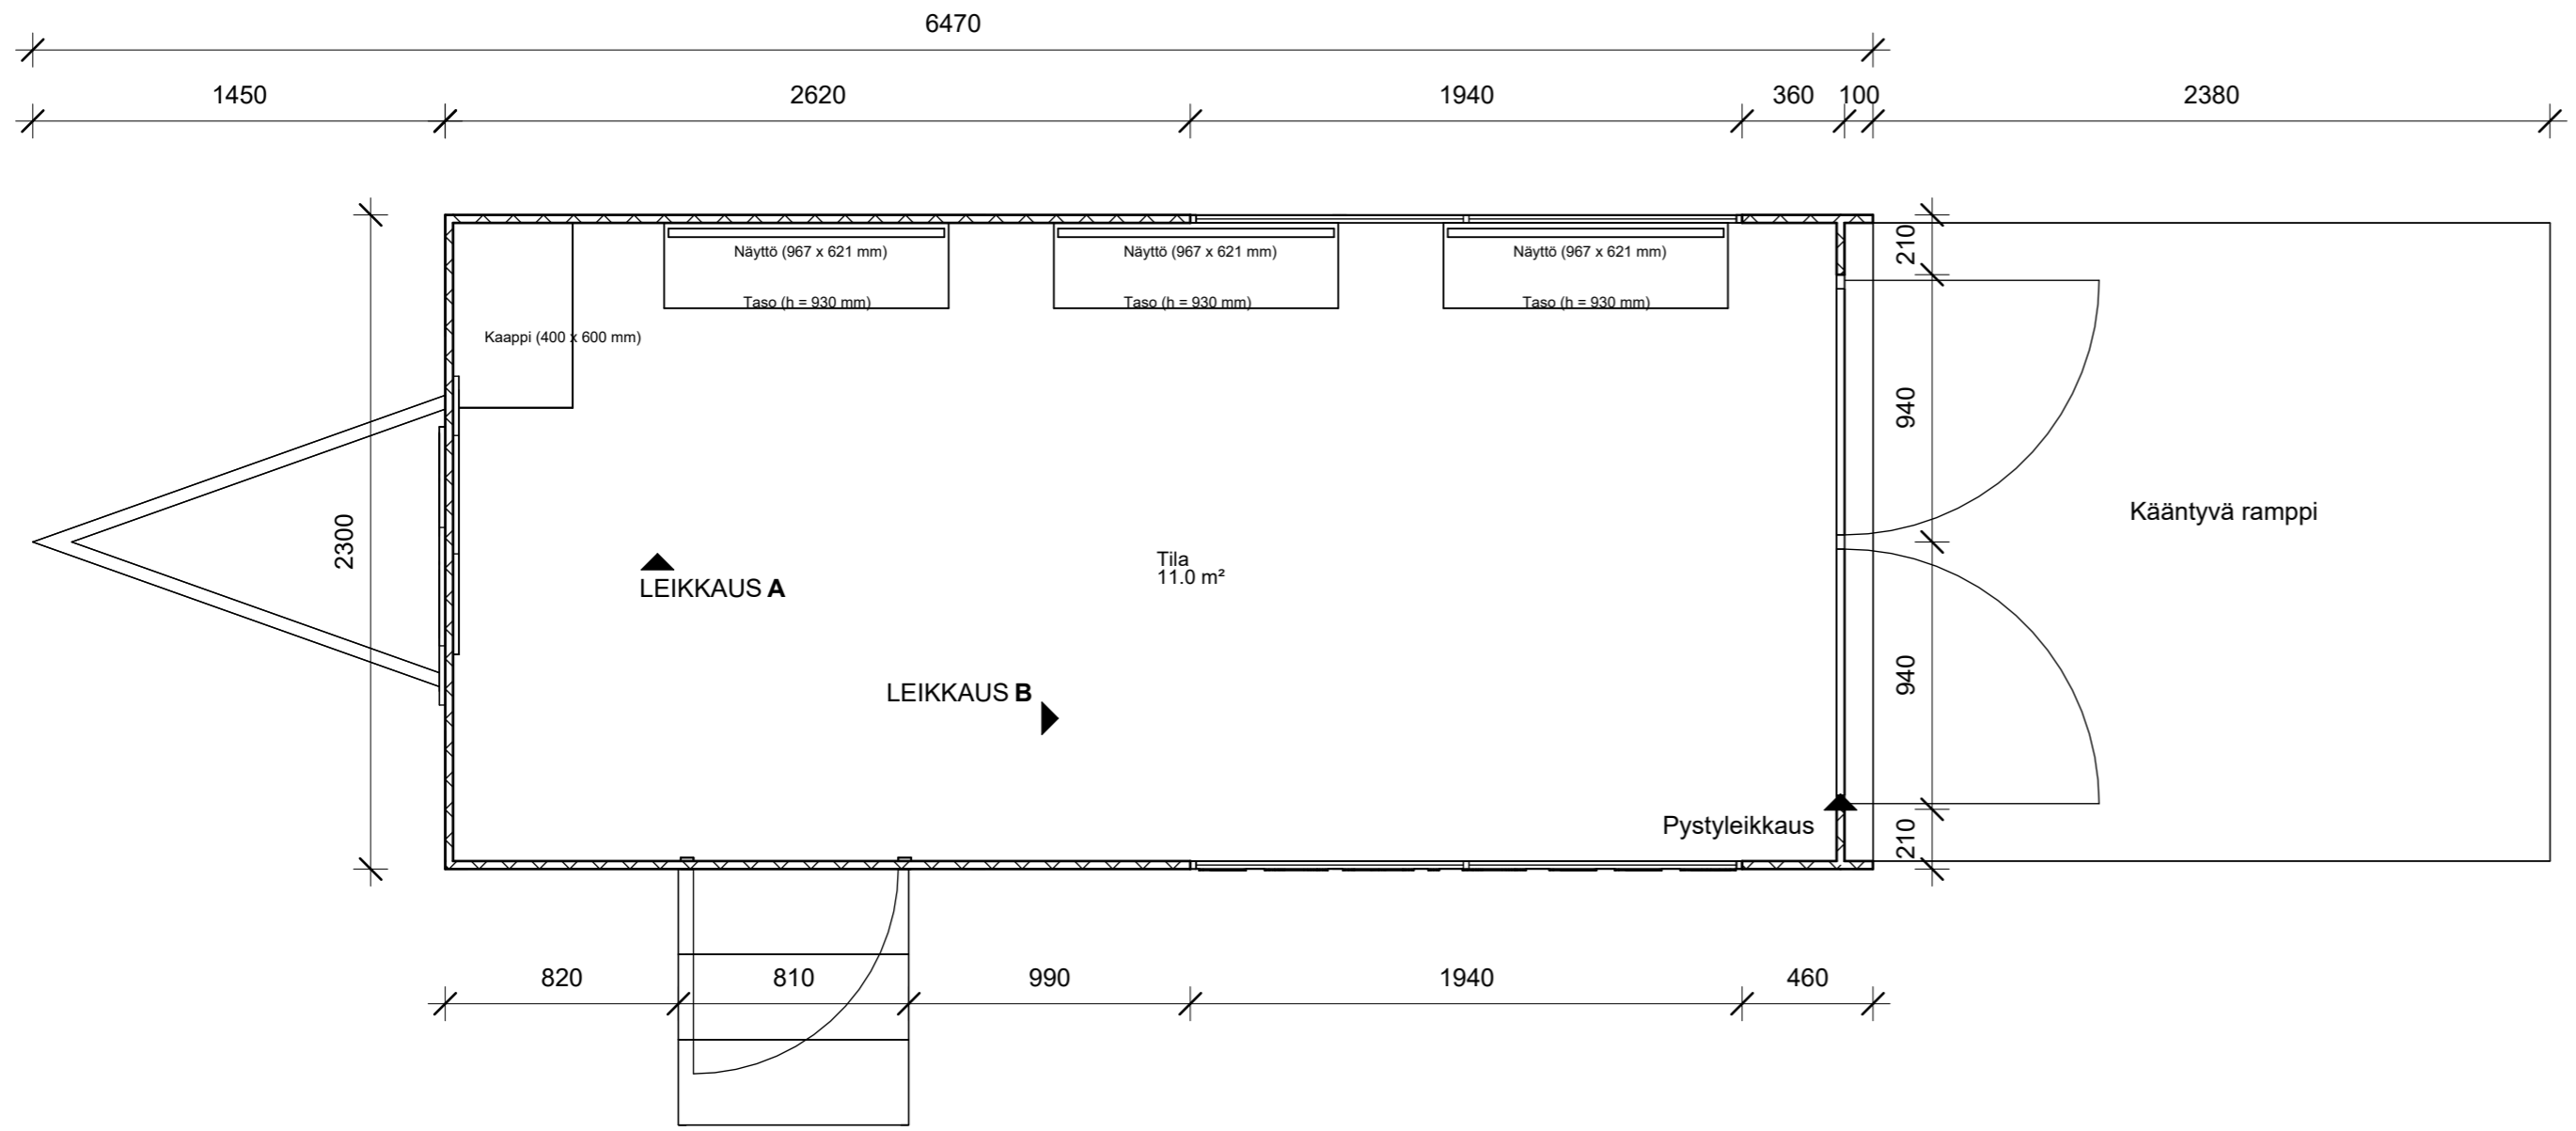 6470
1450
2620
1940
360
100
2380
210
Näyttö (967 x 621 mm)
Näyttö (967 x 621 mm)
Näyttö (967 x 621 mm)
Taso (h = 930 mm)
Taso (h = 930 mm)
Taso (h = 930 mm)
Kaappi (400 x 600 mm)
940
Kääntyvä ramppi
2300
Tila
11.0 m²
LEIKKAUS A
LEIKKAUS B
940
Pystyleikkaus
210
820
810
990
1940
460